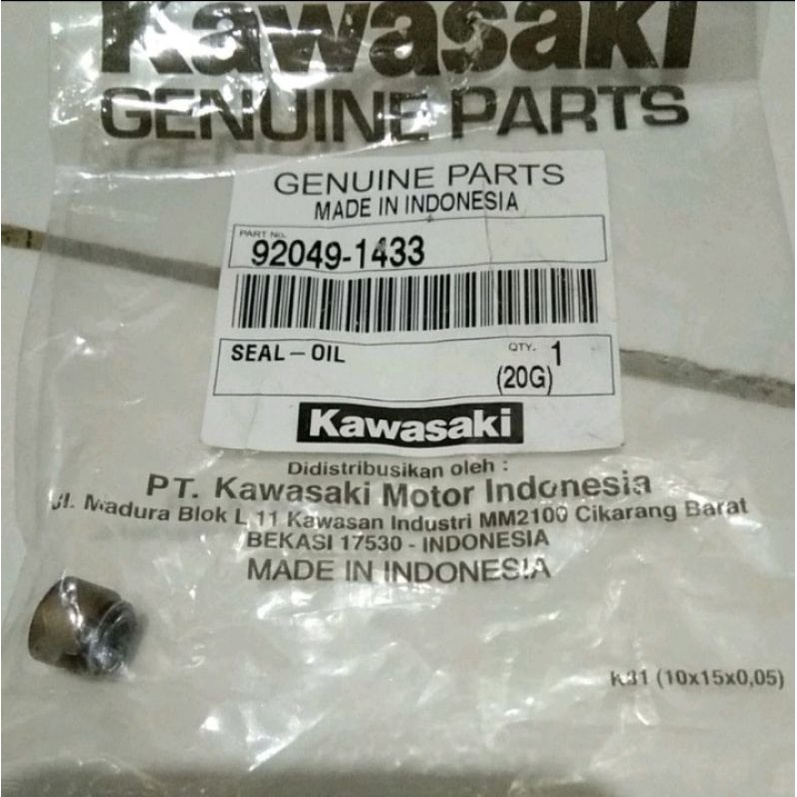 Kawasaki
GENUINE PARTS
GENUINE PARTS
MADE IN INDONESIA
PART No.
92049-1433
SEAL - OIL
QTY. 1
(20G)
Kawasaki
Didistribusikan oleh :
PT. Kawasaki Motor Indonesia
Jl. Madura Blok L 11 Kawasan Industri MM2100 Cikarang Barat
BEKASI 17530 - INDONESIA
MADE IN INDONESIA
K31 (10x15x0,05)